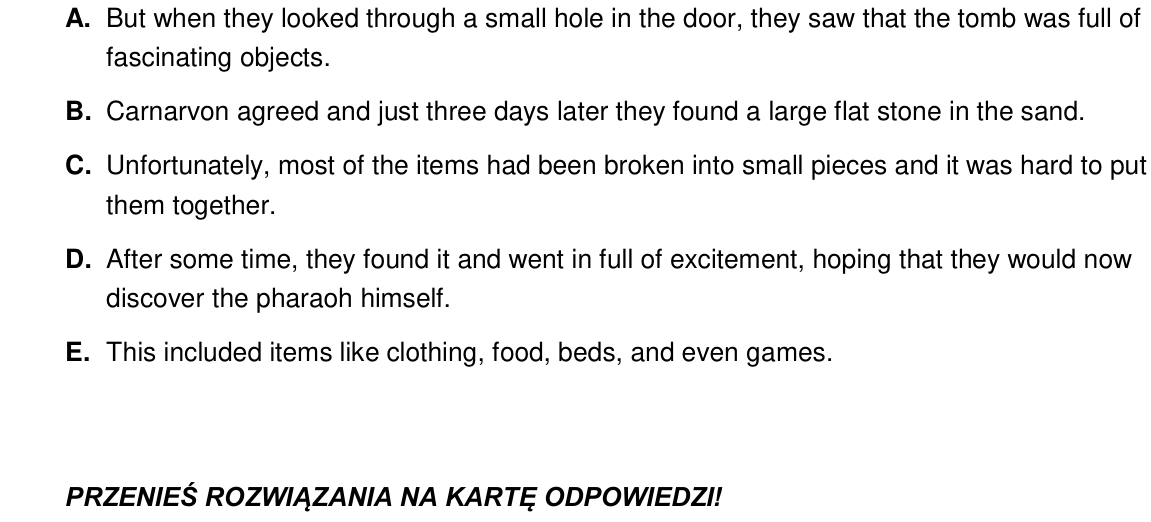 A. But when they looked through a small hole in the door, they saw that the tomb was full of
fascinating objects.
B. Carnarvon agreed and just three days later they found a large flat stone in the sand.
C. Unfortunately, most of the items had been broken into small pieces and it was hard to put
them together.
D. After some time, they found it and went in full of excitement, hoping that they would now
discover the pharaoh himself.
E. This included items like clothing, food, beds, and even games.
PRZENIEŚ ROZWIĄZANIA NA KARTĘ ODPOWIEDZI!